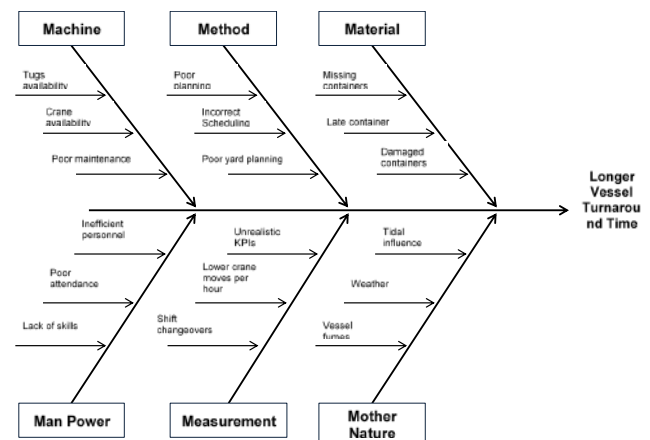 Machine
Method
Material
Tugs
availability
Poor
planning
Missing
containers
Crane
availability
Incorrect
Scheduling
Late container
Poor maintenance
Poor yard planning
Damaged
containers
Longer
Vessel
Turnarou
nd Time
Inefficient
personnel
Unrealistic
KPIs
Tidal
influence
Poor
attendance
Lower crane
moves per
hour
Weather
Lack of skills
Shift
changeovers
Vessel
fumes
Man Power
Measurement
Mother
Nature